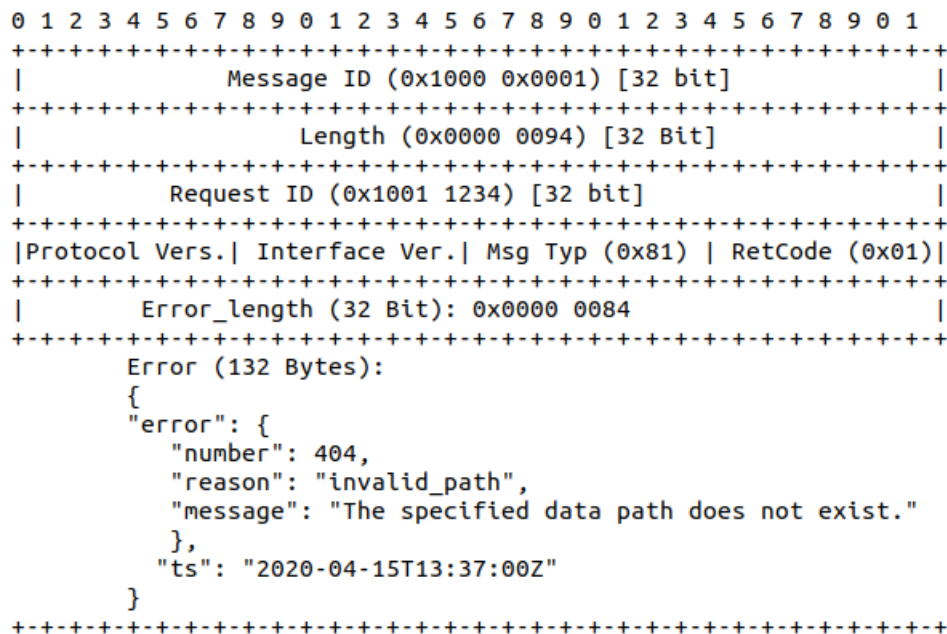 0 1 2 3 4 5 6 7 8 9 0 1 2 3 4 5 6 7 8 9 0 1 2 3 4 5 6 7 8 9 0 1
+-+-+-+-+-+-+-+-+-+-+-+-+-+-+-+-+-+-+-+-+-+-+-+-+-+-+-+-+-+-+-+-+
| Message ID (0x1000 0x0001) [32 bit] |
+-+-+-+-+-+-+-+-+-+-+-+-+-+-+-+-+-+-+-+-+-+-+-+-+-+-+-+-+-+-+-+-+
| Length (0x0000 0094) [32 Bit] |
+-+-+-+-+-+-+-+-+-+-+-+-+-+-+-+-+-+-+-+-+-+-+-+-+-+-+-+-+-+-+-+-+
| Request ID (0x1001 1234) [32 bit] |
+-+-+-+-+-+-+-+-+-+-+-+-+-+-+-+-+-+-+-+-+-+-+-+-+-+-+-+-+-+-+-+-+
|Protocol Vers.| Interface Ver.| Msg Typ (0x81) | RetCode (0x01)|
+-+-+-+-+-+-+-+-+-+-+-+-+-+-+-+-+-+-+-+-+-+-+-+-+-+-+-+-+-+-+-+-+
| Error_length (32 Bit): 0x0000 0084 |
+-+-+-+-+-+-+-+-+-+-+-+-+-+-+-+-+-+-+-+-+-+-+-+-+-+-+-+-+-+-+-+-+
Error (132 Bytes):
{
"error": {
"number": 404,
"reason": "invalid_path",
"message": "The specified data path does not exist."
},
"ts": "2020-04-15T13:37:00Z"
}
+-+-+-+-+-+-+-+-+-+-+-+-+-+-+-+-+-+-+-+-+-+-+-+-+-+-+-+-+-+-+-+-+